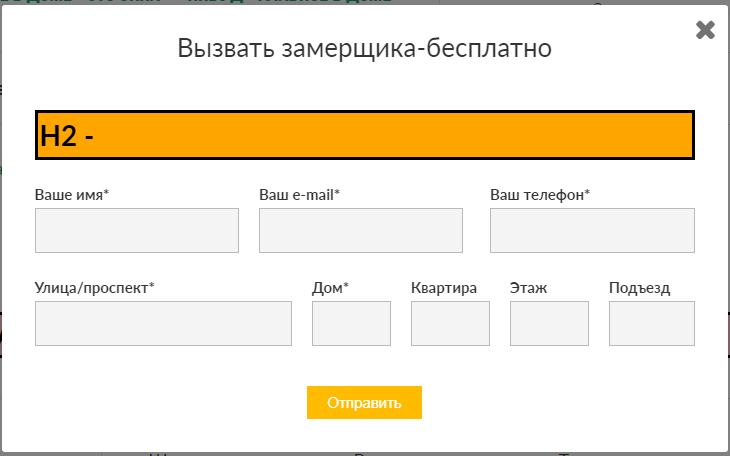 Вызвать замерщика-бесплатно
H2 -
Ваше имя* Ваш e-mail* Ваш телефон*
Улица/проспект* Дом* Квартира Этаж Подъезд
Отправить